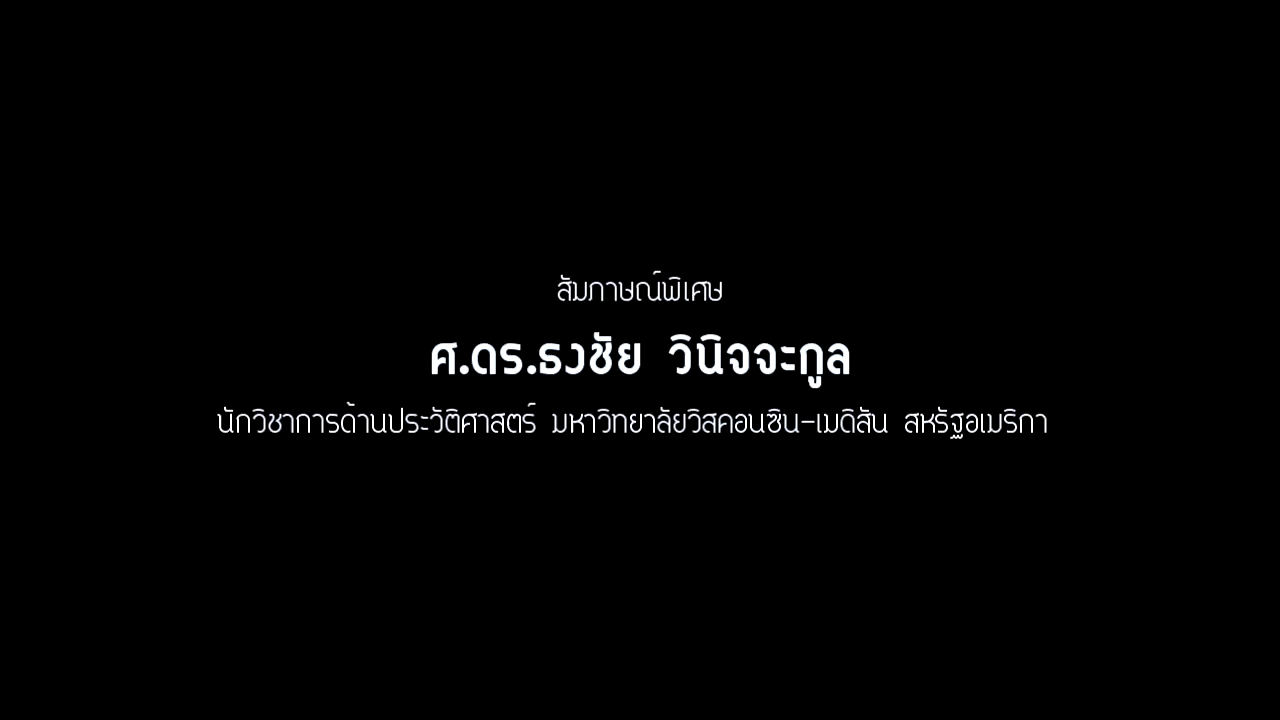 สัมภาษณ์พิเศษ
ศ.ดร.ธงชัย วินิจจะกูล
นักวิชาการด้านประวัติศาสตร์ มหาวิทยาลัยวิสคอนซิน-เมดิสัน สหรัฐอเมริกา